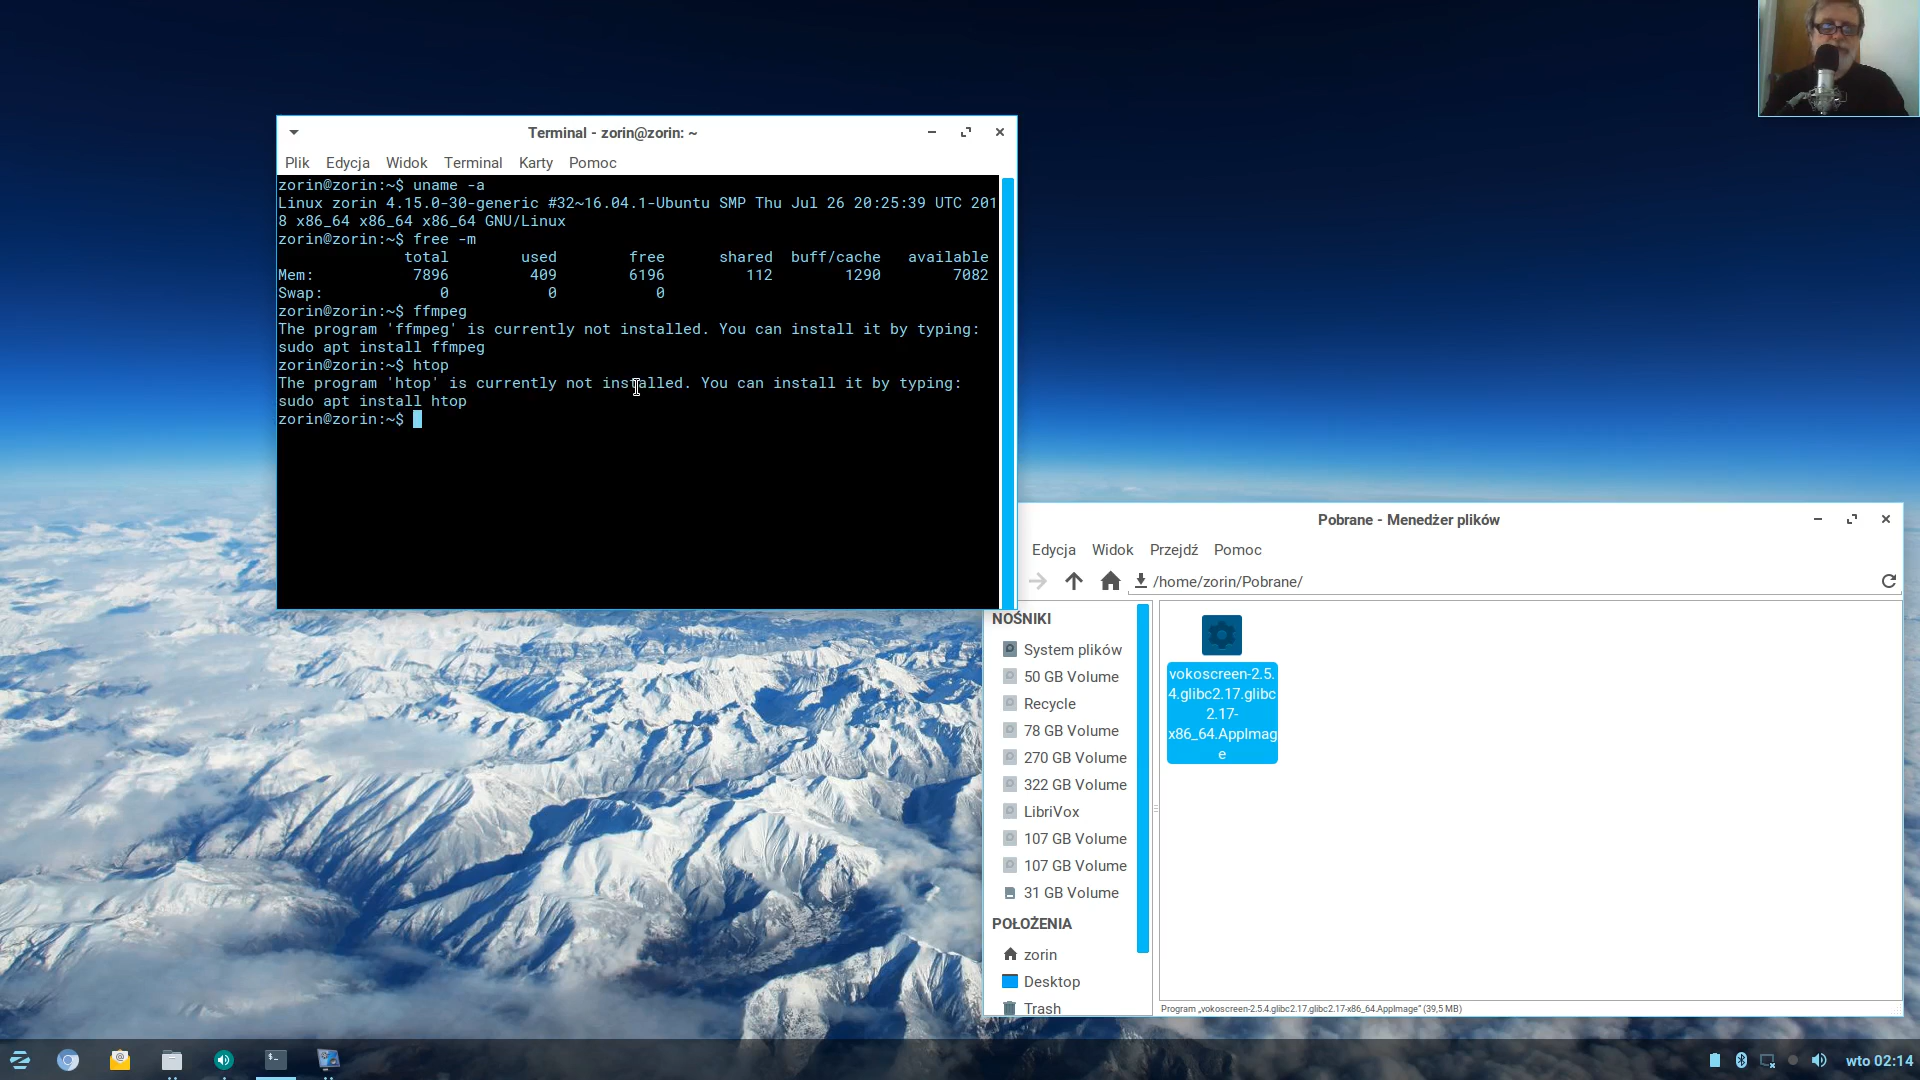 Terminal - zorin@zorin: ~
Plik Edycja Widok Terminal Karty Pomoc
zorin@zorin:~$ uname -a
Linux zorin 4.15.0-30-generic #32~16.04.1-Ubuntu SMP Thu Jul 26 20:25:39 UTC 201
8 x86_64 x86_64 x86_64 GNU/Linux
zorin@zorin:~$ free -m
total used free shared buff/cache available
Mem: 7896 409 6196 112 1290 7082
Swap: 0 0 0
zorin@zorin:~$ ffmpeg
The program 'ffmpeg' is currently not installed. You can install it by typing:
sudo apt install ffmpeg
zorin@zorin:~$ htop
The program 'htop' is currently not installed. You can install it by typing:
sudo apt install htop
zorin@zorin:~$
Pobrane - Menedżer plików
Edycja Widok Przejdź Pomoc
/home/zorin/Pobrane/
NOŚNIKI
System plików
50 GB Volume
Recycle
78 GB Volume
270 GB Volume
322 GB Volume
LibriVox
107 GB Volume
107 GB Volume
31 GB Volume
POŁOŻENIA
zorin
Desktop
Trash
vokoscreen-2.5.
4.glibc2.17.glibc
2.17-
x86_64.AppImag
e
Program „vokoscreen-2.5.4.glibc2.17.glibc2.17-x86_64.AppImage” (39,5 MB)
wto 02:14